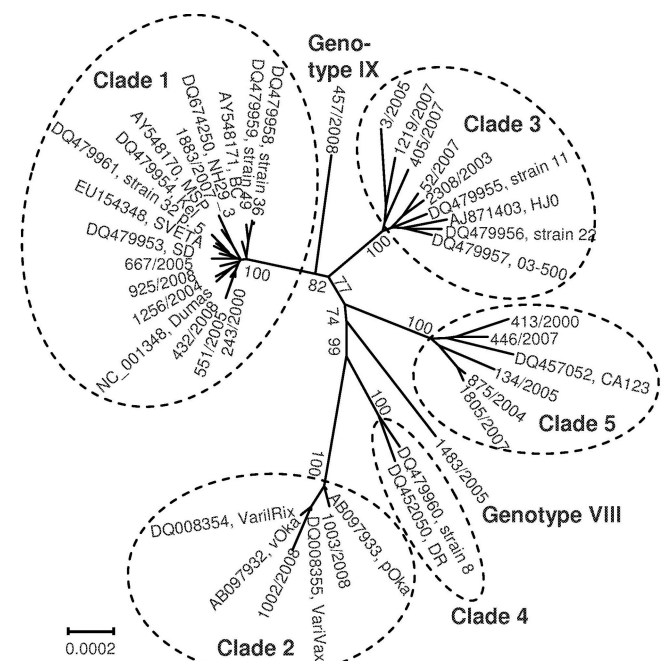 Geno-
type IX
457/2008
Clade 1
DQ479958, strain 36
DQ479959, strain 49
AY548171, BC
DQ674250, NH29_3
1883/2007
AY548170, MSP
DQ479954, Kel
DQ479961, strain 32 p 5
EU154348, SVETA
DQ479953, SD
667/2005
925/2008
1256/2004
NC_001348, Dumas
432/2008
551/2005
243/2000
100
82
77
Clade 3
3/2005
1219/2007
405/2007
52/2007
2308/2003
DQ479955, strain 11
AJ871403, HJ0
DQ479956, strain 22
DQ479957, 03-500
100
74
99
100
413/2000
446/2007
DQ457052, CA123
134/2005
875/2004
1805/2007
Clade 5
1483/2005
Genotype VIII
100
DQ479960, strain 8
DQ452050, DR
Clade 4
100
DQ008354, VarilRix
AB097932, vOka
1002/2008
DQ008355, VariVax
1003/2008
AB097933, pOka
Clade 2
0.0002